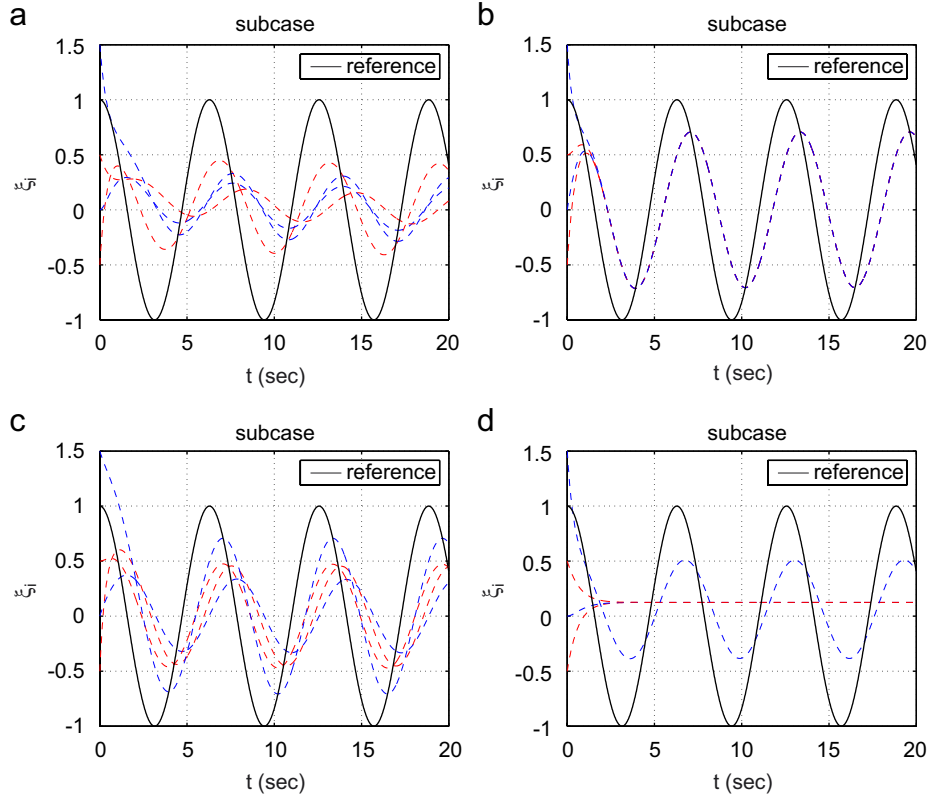 a
subcase
reference
1.5
1
0.5
0
-0.5
-1
ξi
0 5 10 15 20
t (sec)
b
subcase
reference
1.5
1
0.5
0
-0.5
-1
ξi
0 5 10 15 20
t (sec)
c
subcase
reference
1.5
1
0.5
0
-0.5
-1
ξi
0 5 10 15 20
t (sec)
d
subcase
reference
1.5
1
0.5
0
-0.5
-1
ξi
0 5 10 15 20
t (sec)